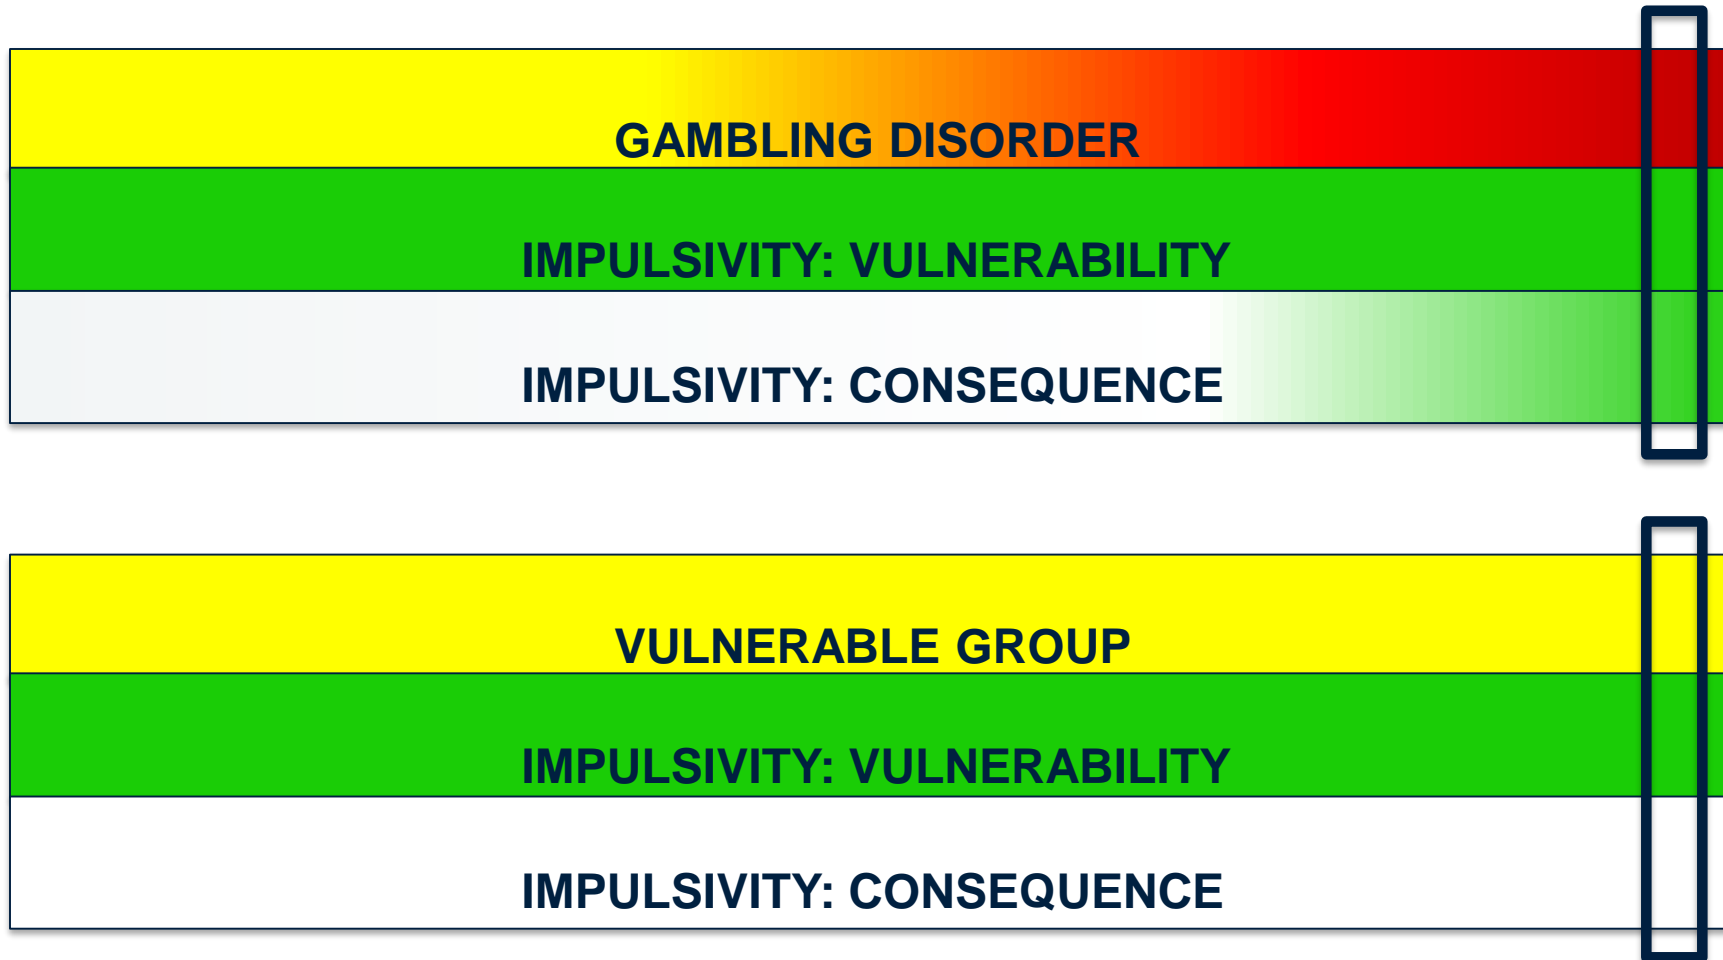 GAMBLING DISORDER
IMPULSIVITY: VULNERABILITY
IMPULSIVITY: CONSEQUENCE
VULNERABLE GROUP
IMPULSIVITY: VULNERABILITY
IMPULSIVITY: CONSEQUENCE